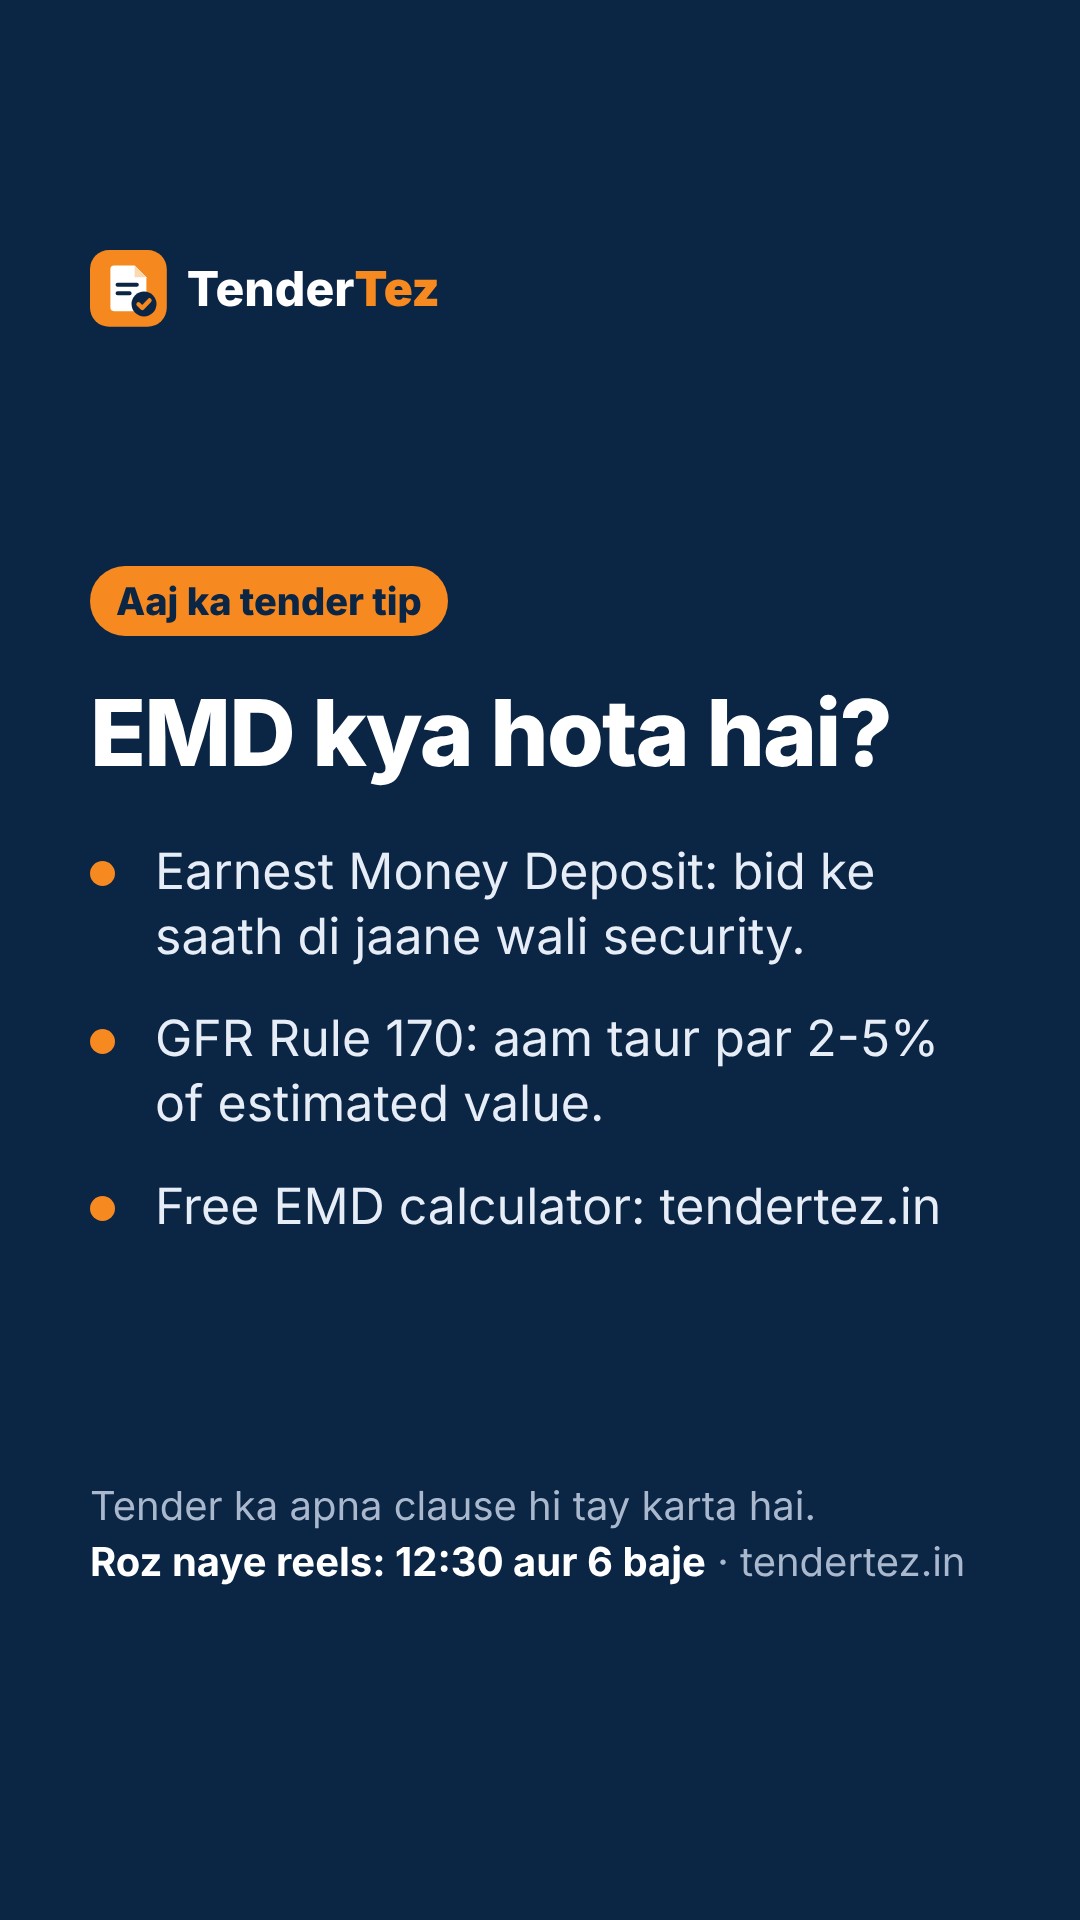 TenderTez
Aaj ka tender tip
EMD kya hota hai?
Earnest Money Deposit: bid ke
saath di jaane wali security.
GFR Rule 170: aam taur par 2-5%
of estimated value.
Free EMD calculator: tendertez.in
Tender ka apna clause hi tay karta hai.
Roz naye reels: 12:30 aur 6 baje · tendertez.in